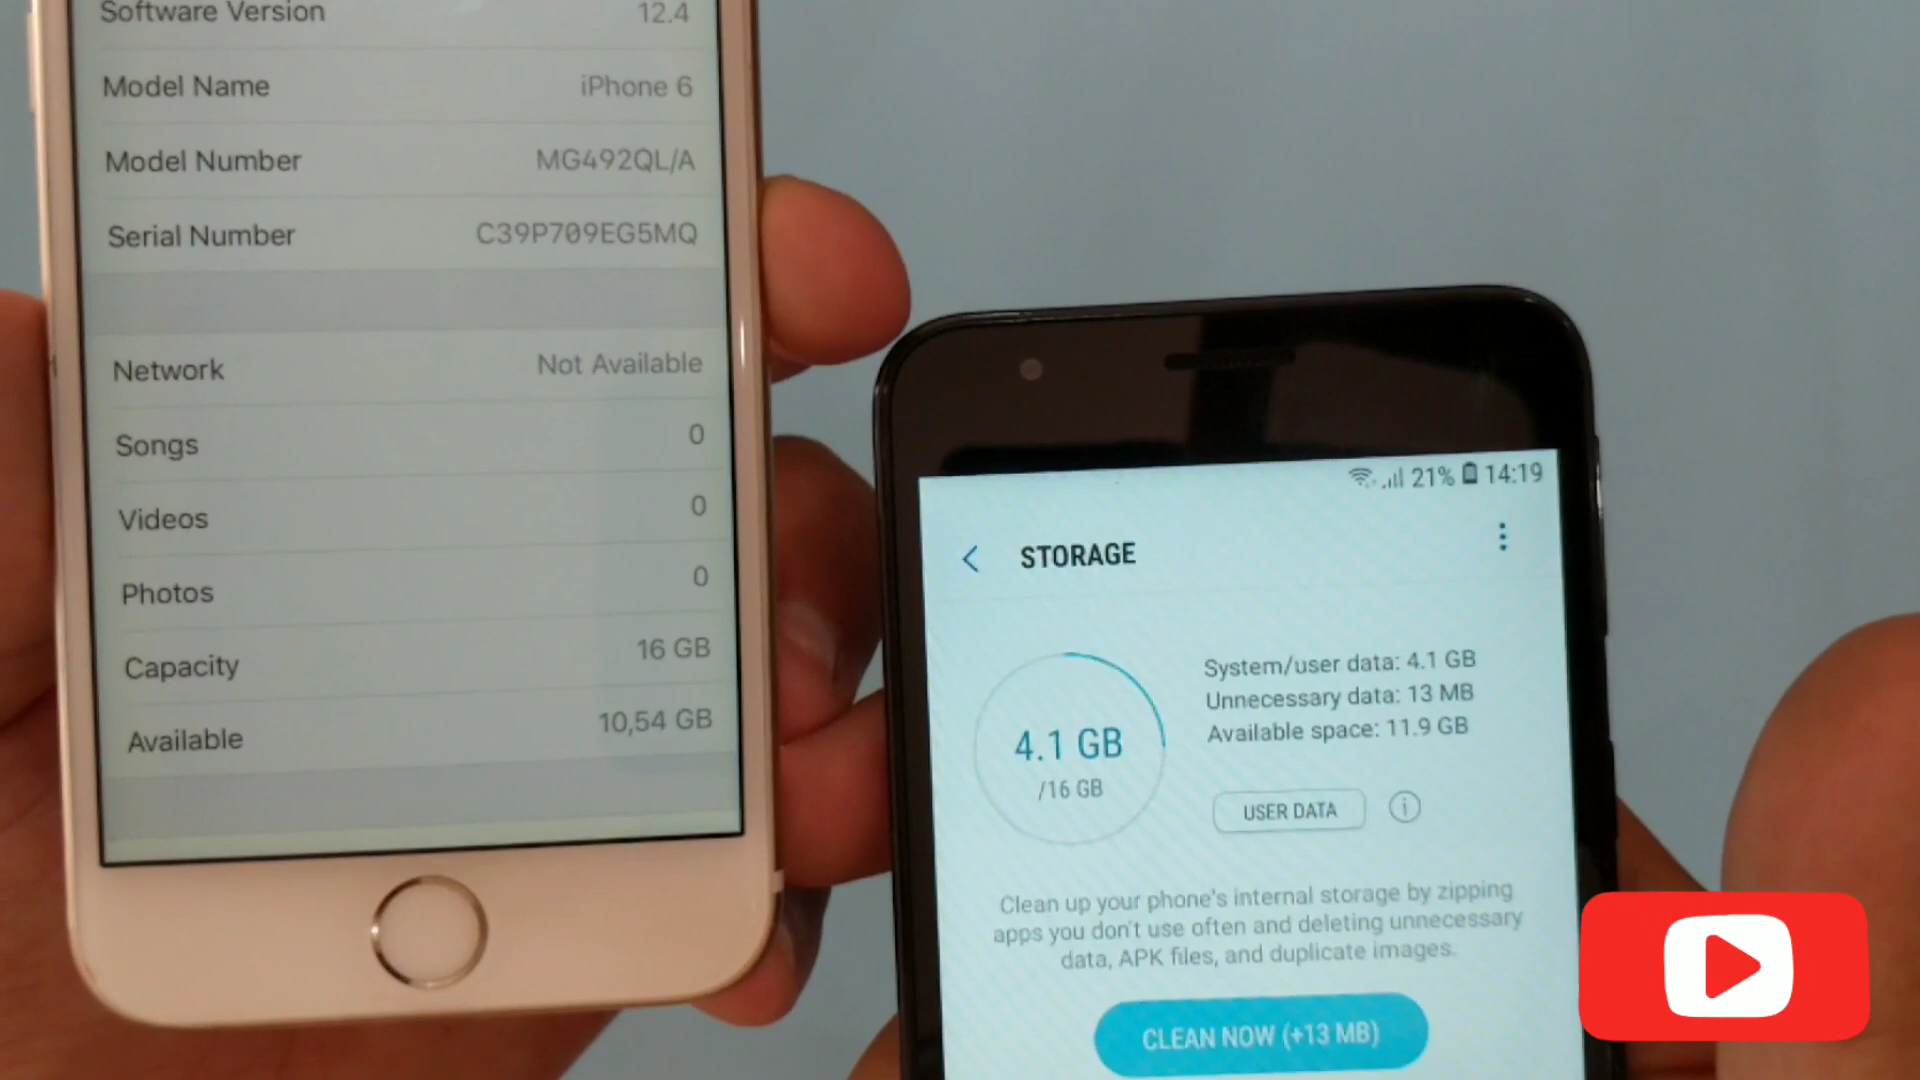 Software Version 12.4
Model Name iPhone 6
Model Number MG492QL/A
Serial Number C39P709EG5MQ
Network Not Available
Songs 0
Videos 0
Photos 0
Capacity 16 GB
Available 10,54 GB
21% 14:19
STORAGE
4.1 GB
/16 GB
System/user data: 4.1 GB
Unnecessary data: 13 MB
Available space: 11.9 GB
USER DATA
Clean up your phone's internal storage by zipping
apps you don't use often and deleting unnecessary
data, APK files, and duplicate images.
CLEAN NOW (+13 MB)